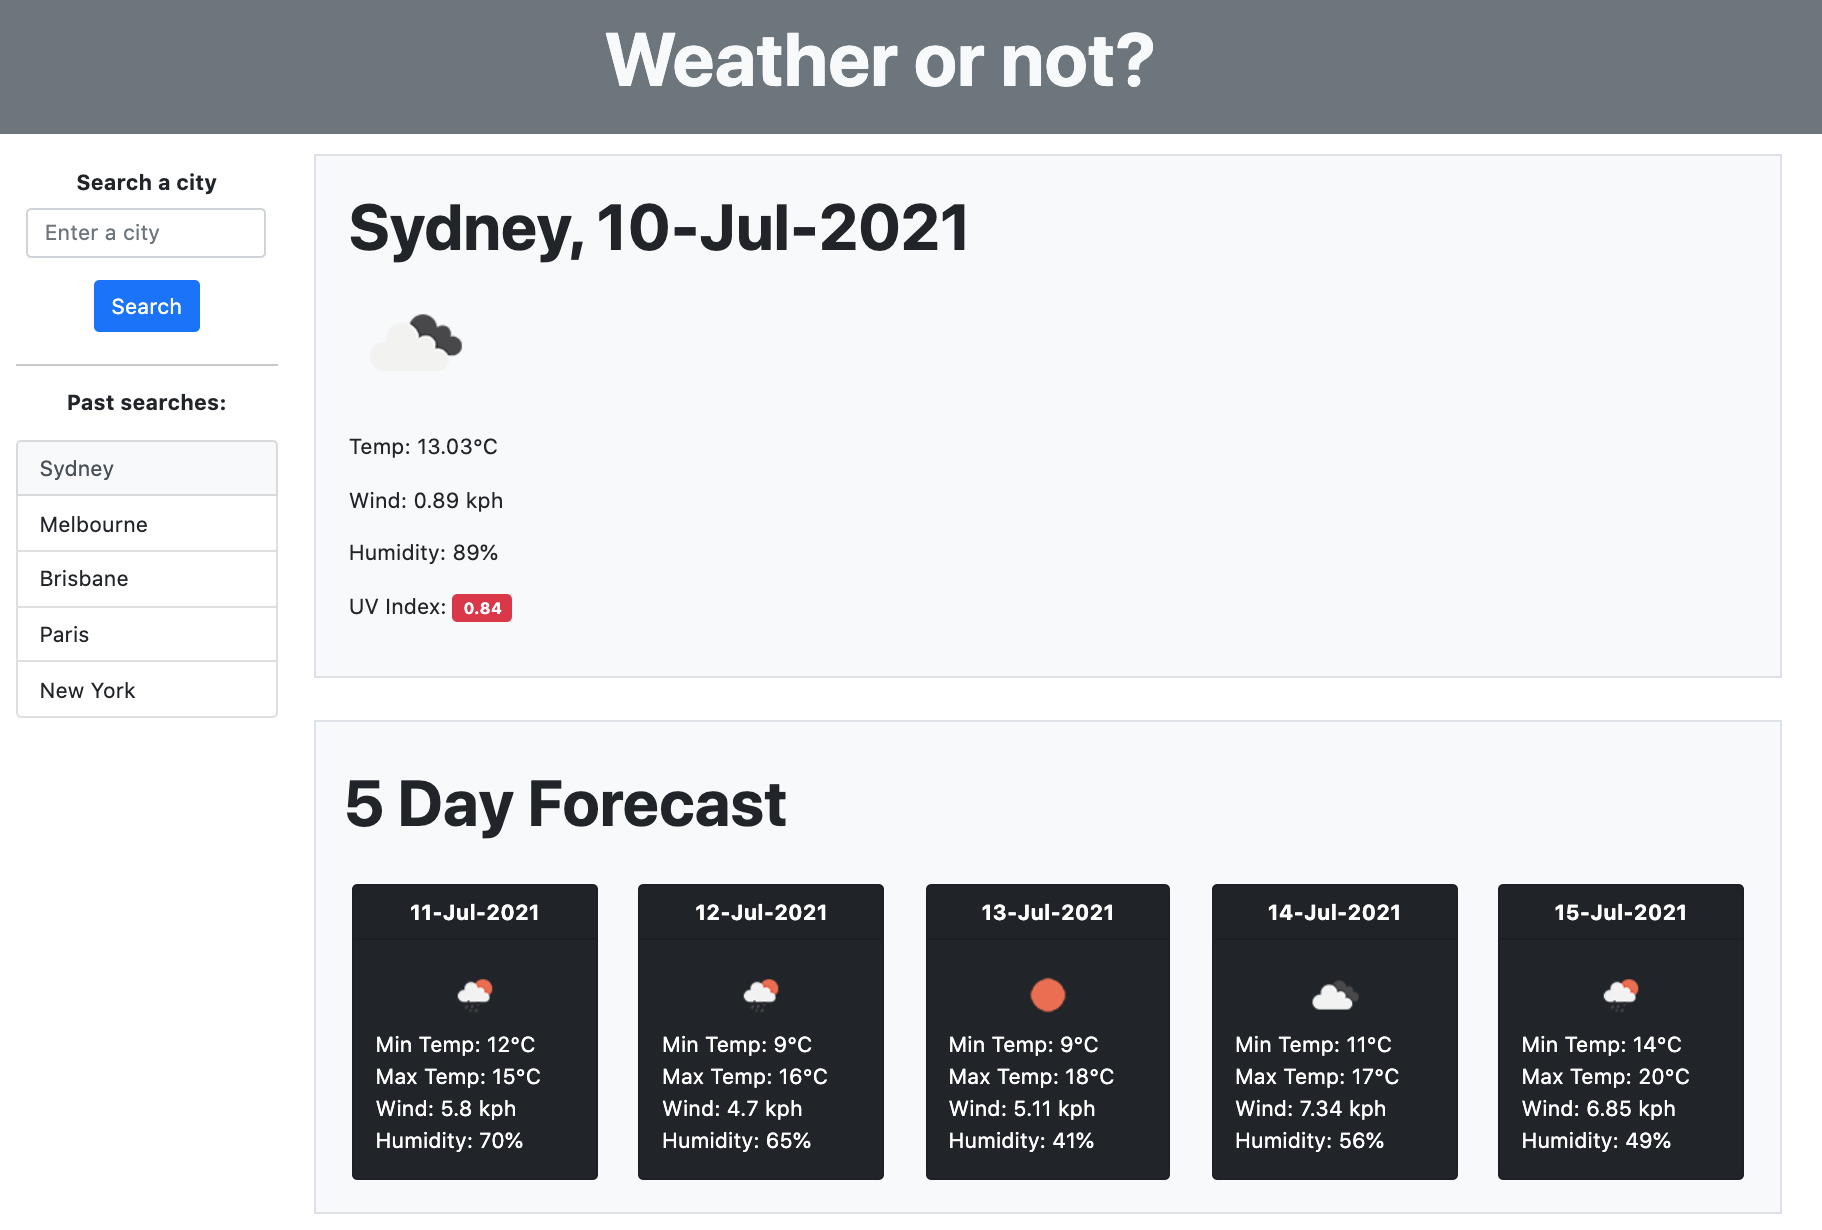 Weather or not?
Search a city
Enter a city
Search
Past searches:
Sydney
Melbourne
Brisbane
Paris
New York
Sydney, 10-Jul-2021
Temp: 13.03°C
Wind: 0.89 kph
Humidity: 89%
UV Index: 0.84
5 Day Forecast
11-Jul-2021
Min Temp: 12°C
Max Temp: 15°C
Wind: 5.8 kph
Humidity: 70%
12-Jul-2021
Min Temp: 9°C
Max Temp: 16°C
Wind: 4.7 kph
Humidity: 65%
13-Jul-2021
Min Temp: 9°C
Max Temp: 18°C
Wind: 5.11 kph
Humidity: 41%
14-Jul-2021
Min Temp: 11°C
Max Temp: 17°C
Wind: 7.34 kph
Humidity: 56%
15-Jul-2021
Min Temp: 14°C
Max Temp: 20°C
Wind: 6.85 kph
Humidity: 49%